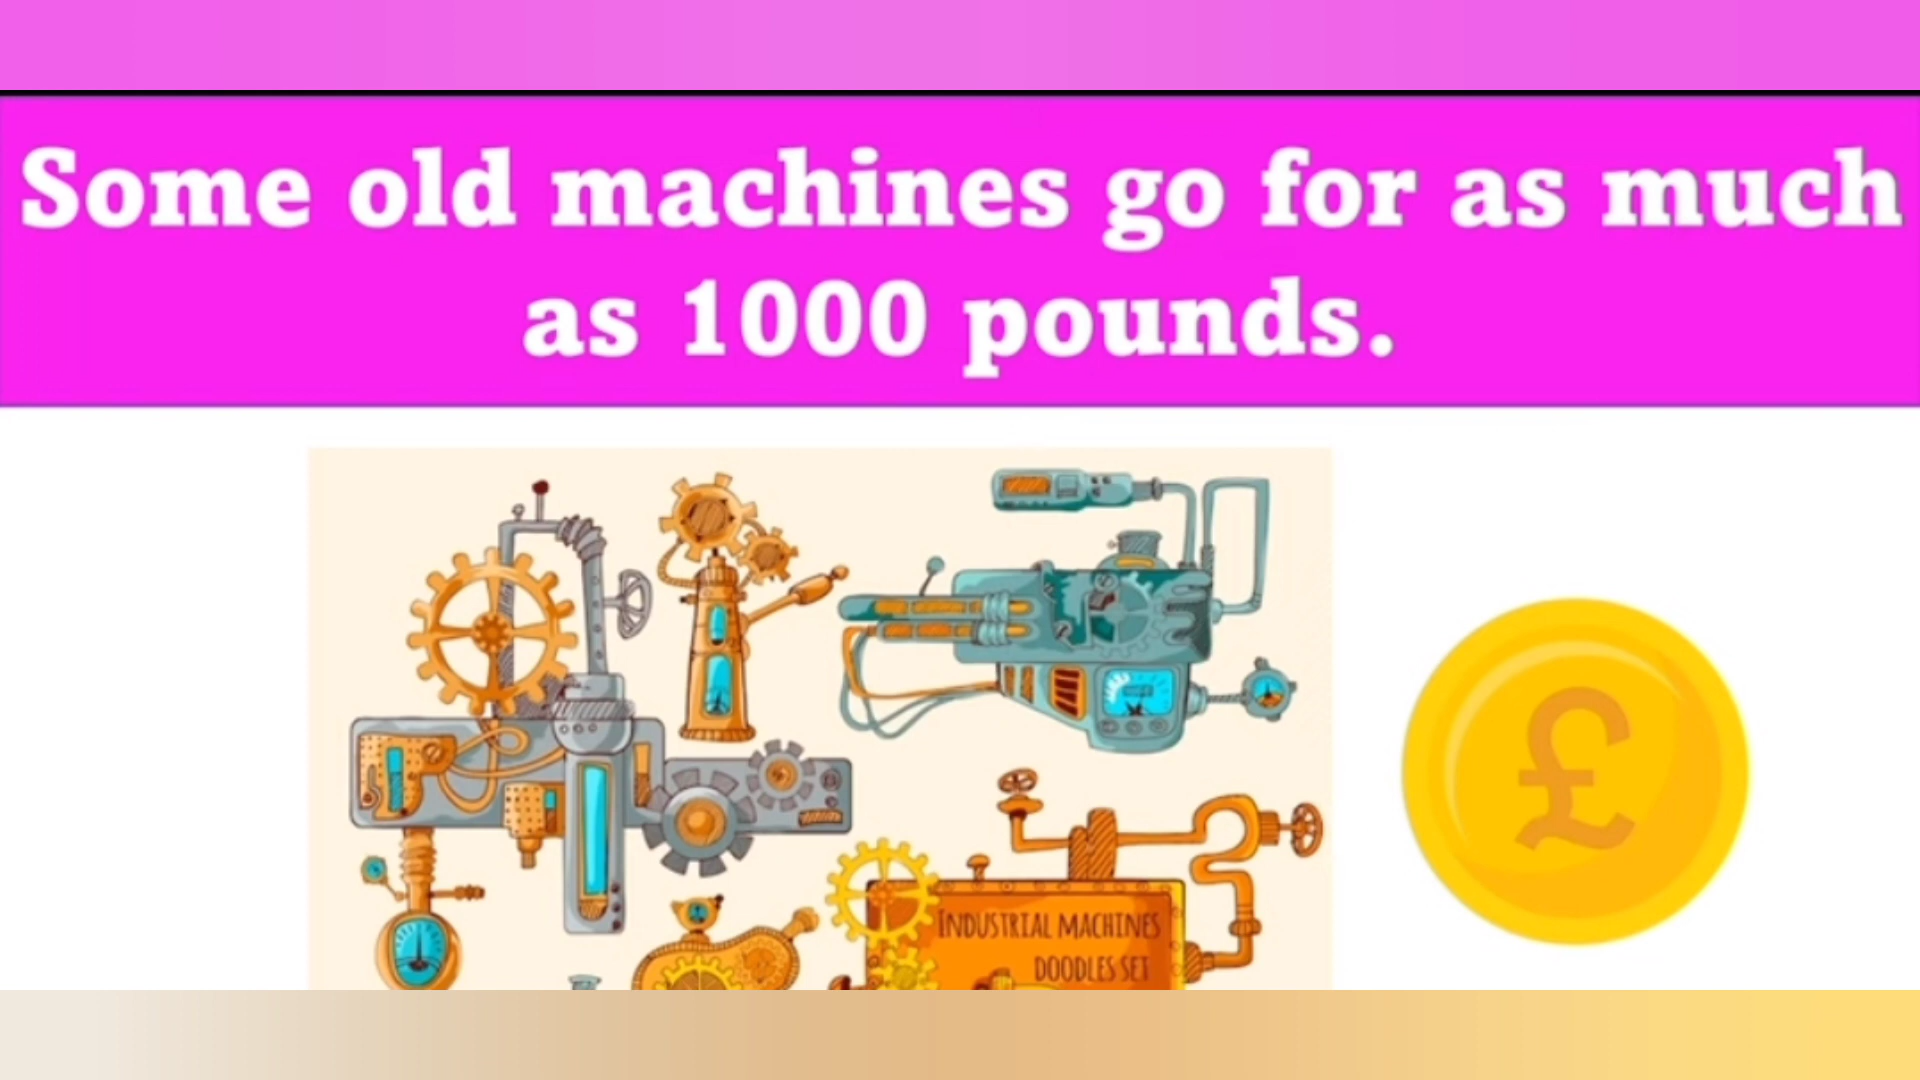 Some old machines go for as much
as 1000 pounds.
£
INDUSTRIAL MACHINES
DOODLES SET